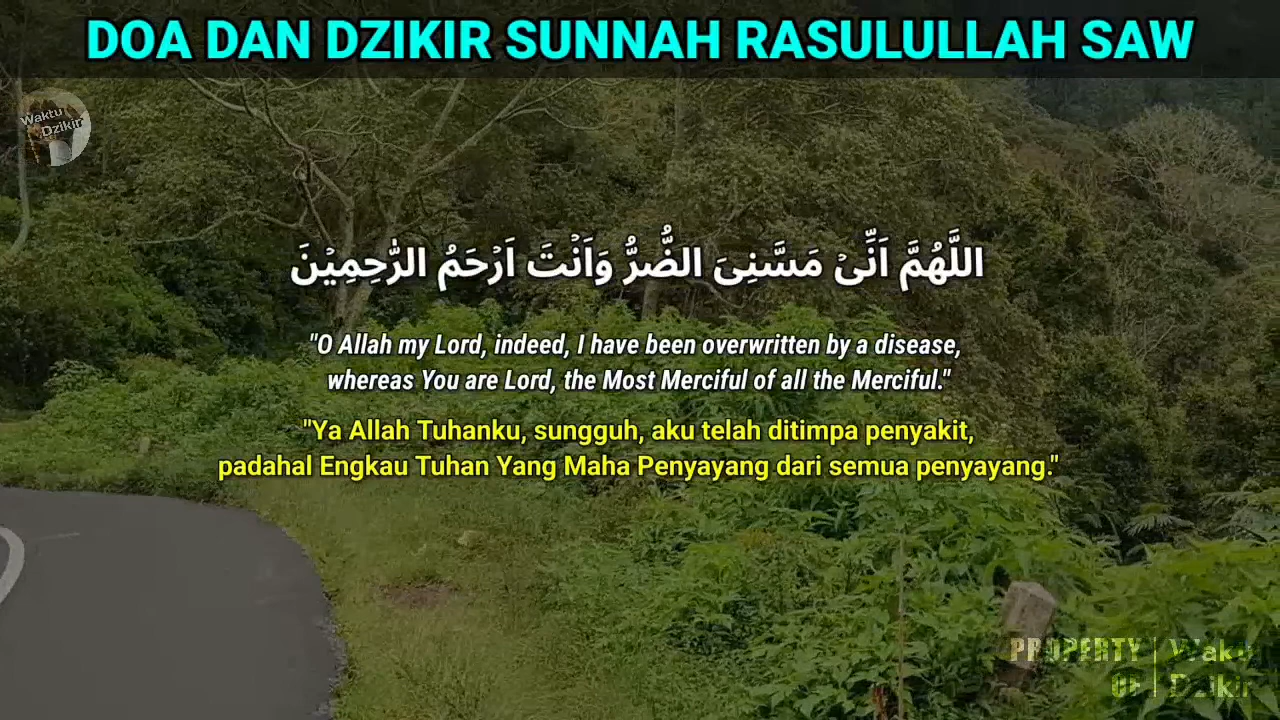 DOA DAN DZIKIR SUNNAH RASULULLAH SAW
Waktu
Dzikir
اللَّهُمَّ اَنِّىۡ مَسَّنِىَ الضُّرُّ وَاَنۡتَ اَرۡحَمُ الرّٰحِمِيۡنَ
"O Allah my Lord, indeed, I have been overwritten by a disease,
whereas You are Lord, the Most Merciful of all the Merciful."
"Ya Allah Tuhanku, sungguh, aku telah ditimpa penyakit,
padahal Engkau Tuhan Yang Maha Penyayang dari semua penyayang."
PROPERTY | Waktu
OF | Dzikir